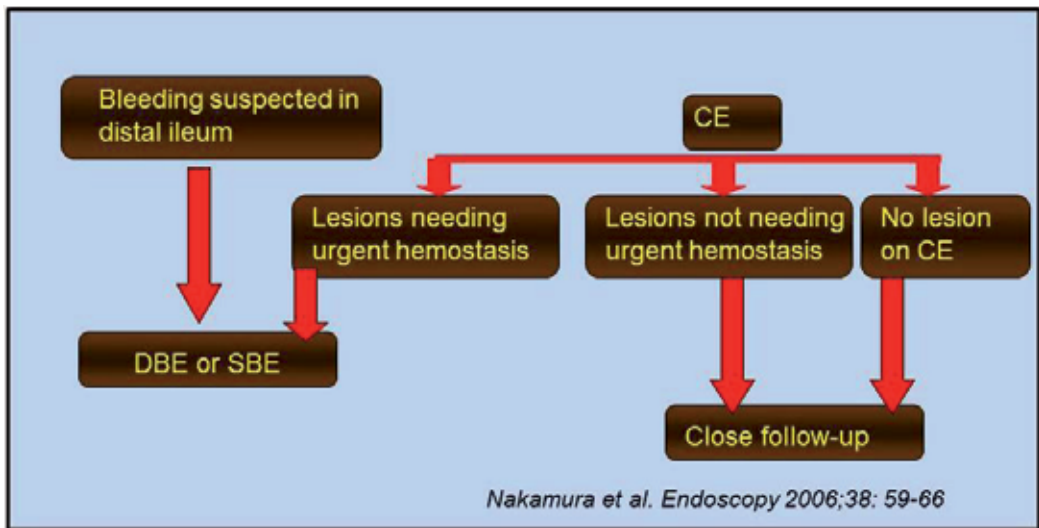 Bleeding suspected in
distal ileum
CE
Lesions needing
urgent hemostasis
Lesions not needing
urgent hemostasis
No lesion
on CE
DBE or SBE
Close follow-up
Nakamura et al. Endoscopy 2006;38: 59-66